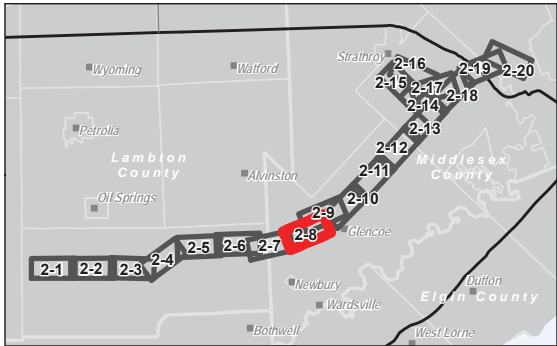 Strathroy
2-16
2-19
2-20
Wyoming
Watford
2-15
2-17
2-18
2-14
Petrolia
2-13
Lambton
County
2-12
Middlesex
County
2-11
Alvinston
Oil Springs
2-10
2-9
2-8
Glencoe
2-7
2-6
2-5
2-4
2-3
2-2
2-1
Newbury
Dutton
Elgin County
Wardsville
Bothwell
West Lorne